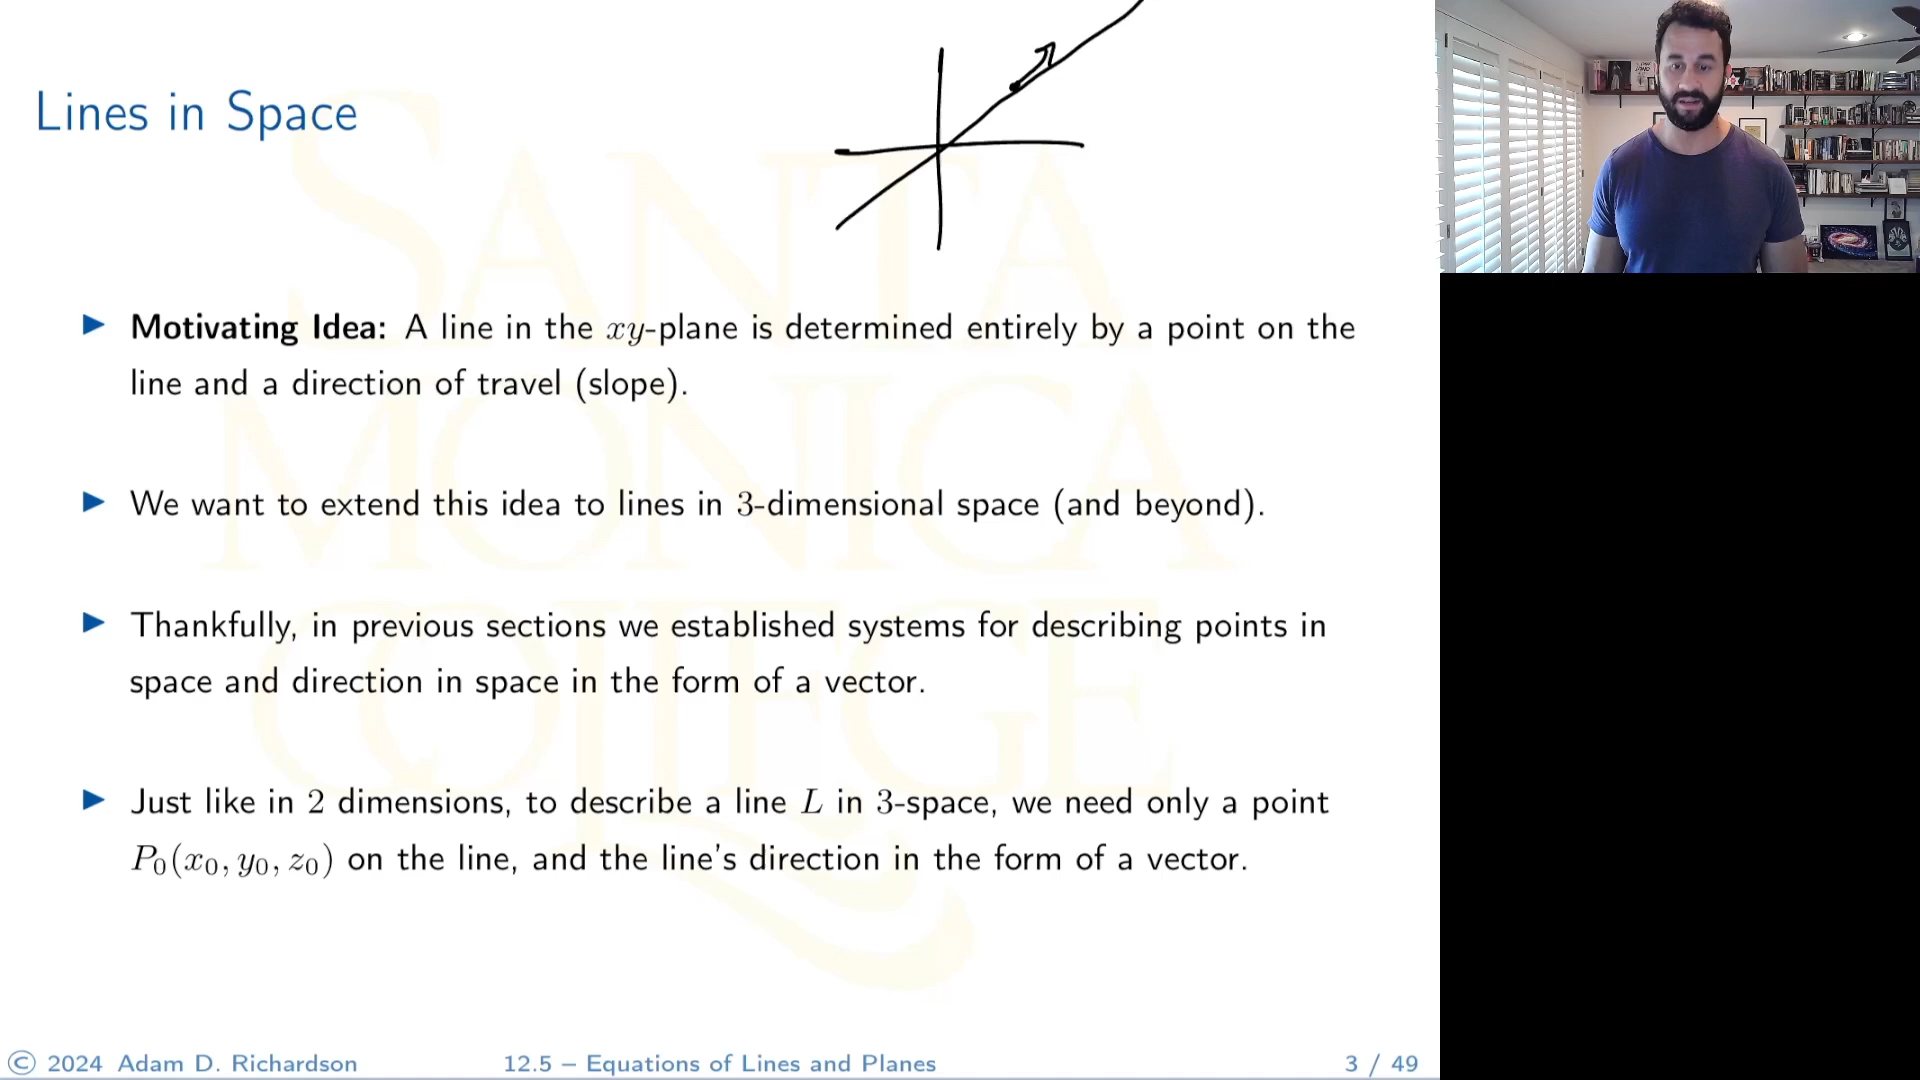 Lines in Space
▶ Motivating Idea: A line in the xy-plane is determined entirely by a point on the
line and a direction of travel (slope).
▶ We want to extend this idea to lines in 3-dimensional space (and beyond).
▶ Thankfully, in previous sections we established systems for describing points in
space and direction in space in the form of a vector.
▶ Just like in 2 dimensions, to describe a line L in 3-space, we need only a point
P₀(x₀, y₀, z₀) on the line, and the line's direction in the form of a vector.
SANTA
MONICA
COLLEGE
© 2024 Adam D. Richardson 12.5 – Equations of Lines and Planes 3 / 49